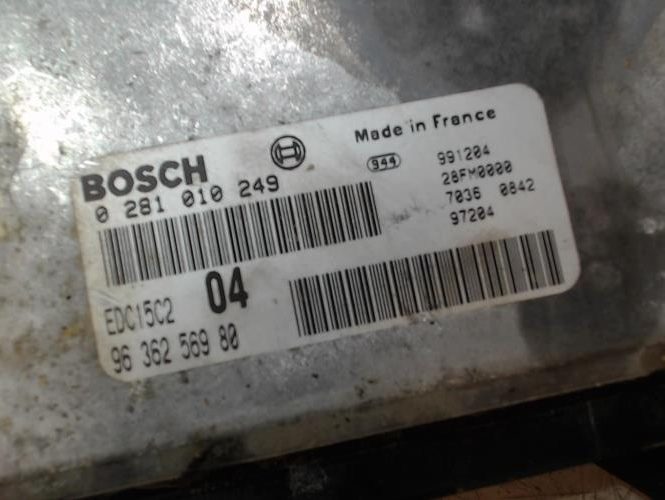 BOSCH
0 281 010 249
Made in France
944
991204
28FM0000
7036 0842
97204
EDC15C2
04
96 362 569 80